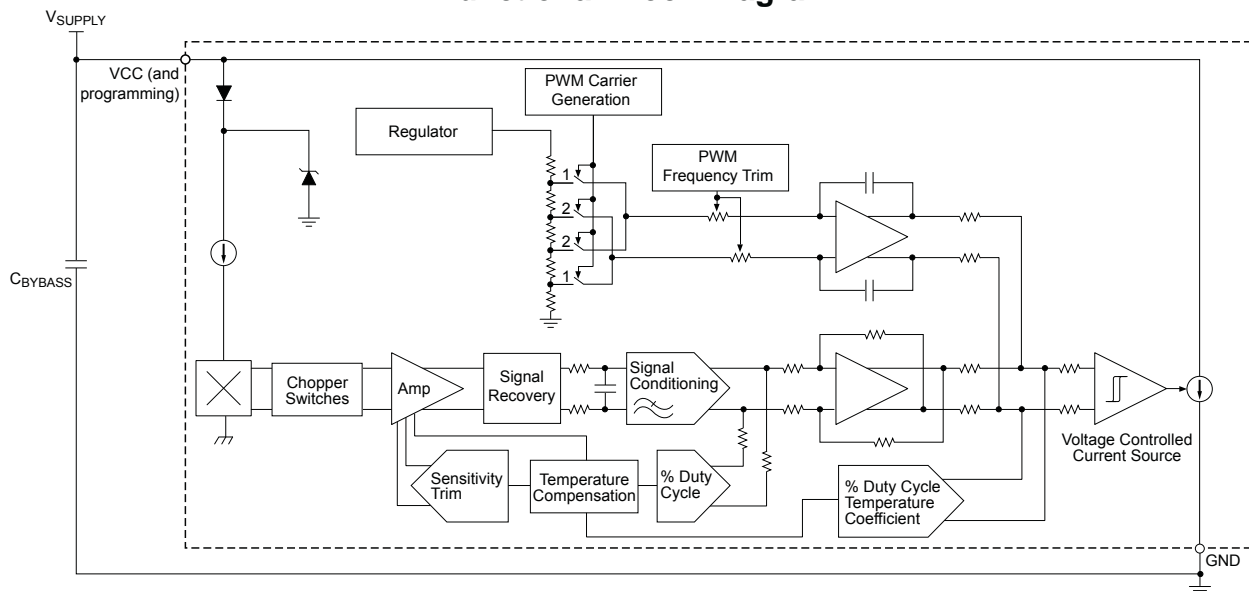 VSUPPLY
VCC (and
programming)
PWM Carrier
Generation
Regulator
PWM
Frequency Trim
1
2
2
1
CBYBASS
Chopper
Switches
Amp
Signal
Recovery
Signal
Conditioning
Sensitivity
Trim
Temperature
Compensation
% Duty
Cycle
% Duty Cycle
Temperature
Coefficient
Voltage Controlled
Current Source
GND